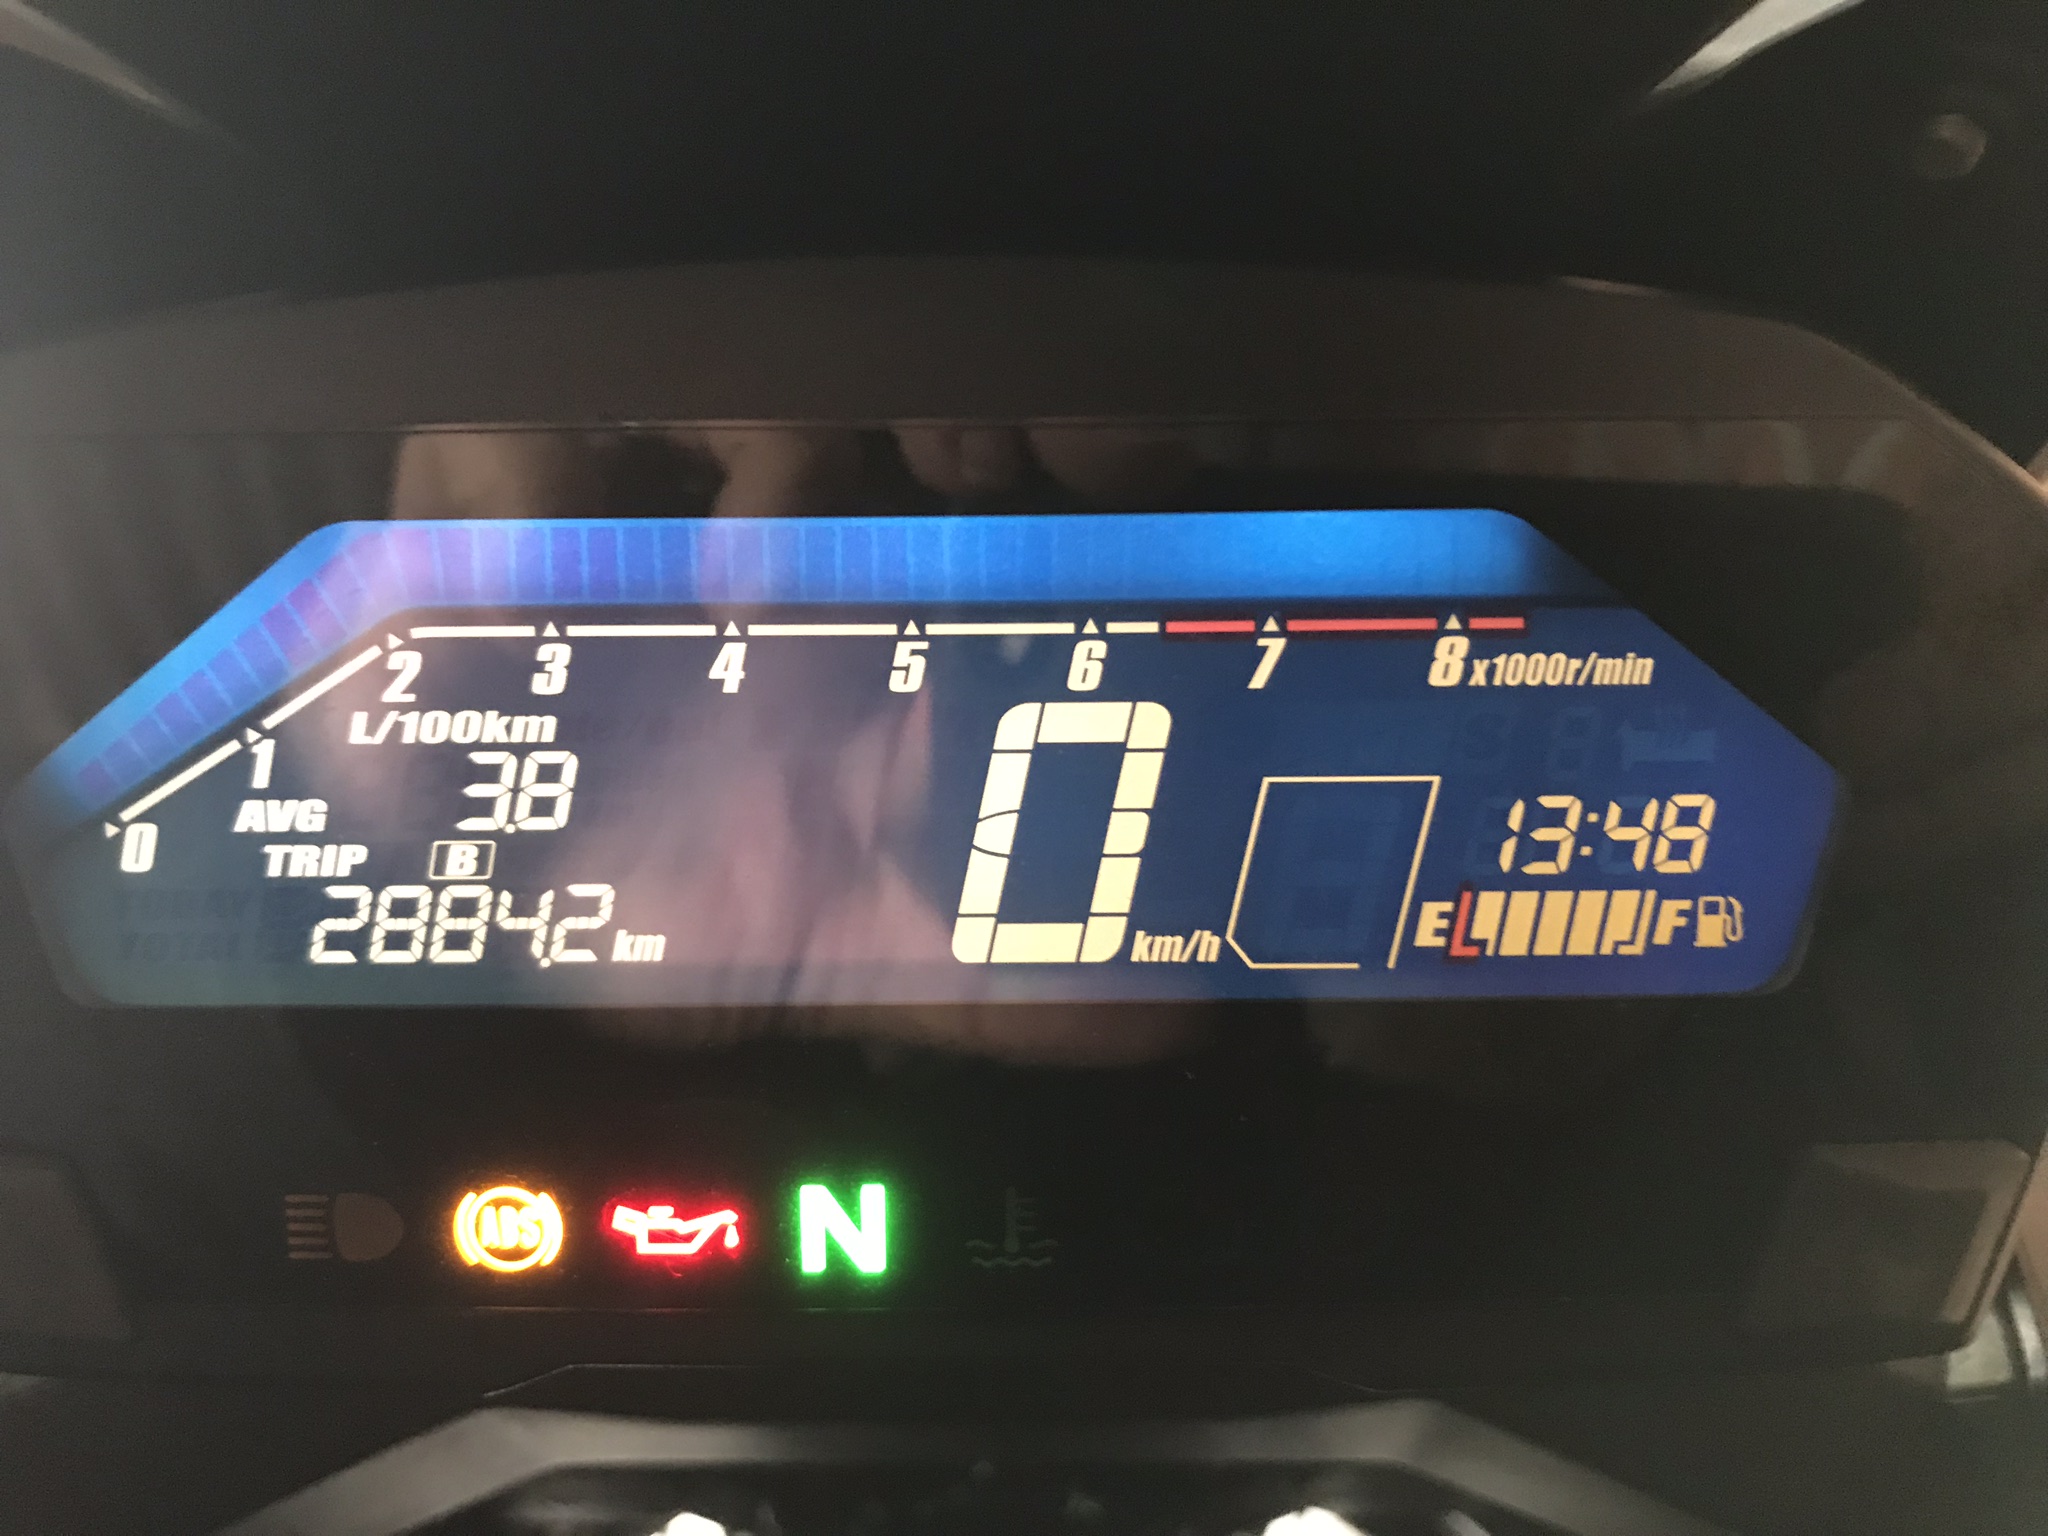 0 1 2 3 4 5 6 7 8 x1000r/min
L/100km
AVG 3.8
TRIP B
2884.2 km
0 km/h
13:48
E F
ABS
N